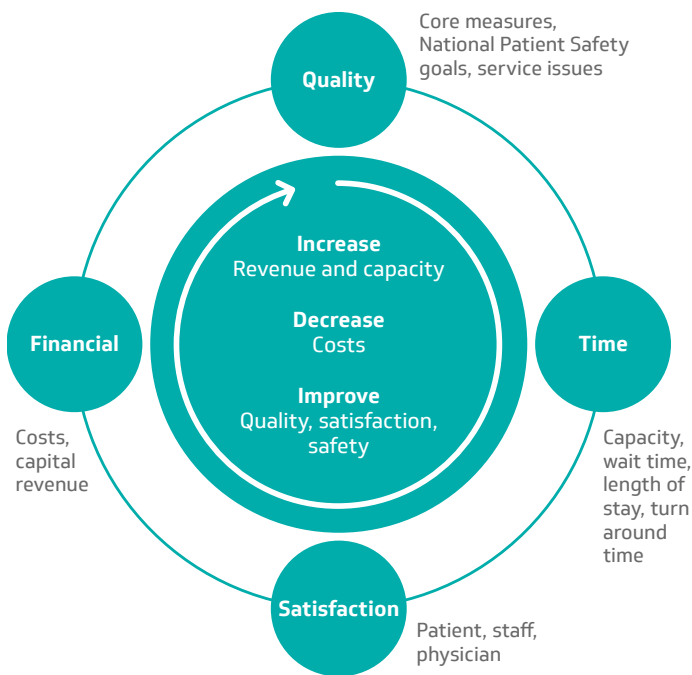 Core measures,
National Patient Safety
goals, service issues
Quality
Increase
Revenue and capacity
Decrease
Costs
Improve
Quality, satisfaction,
safety
Financial
Costs,
capital
revenue
Time
Capacity,
wait time,
length of
stay, turn
around
time
Satisfaction
Patient, staff,
physician